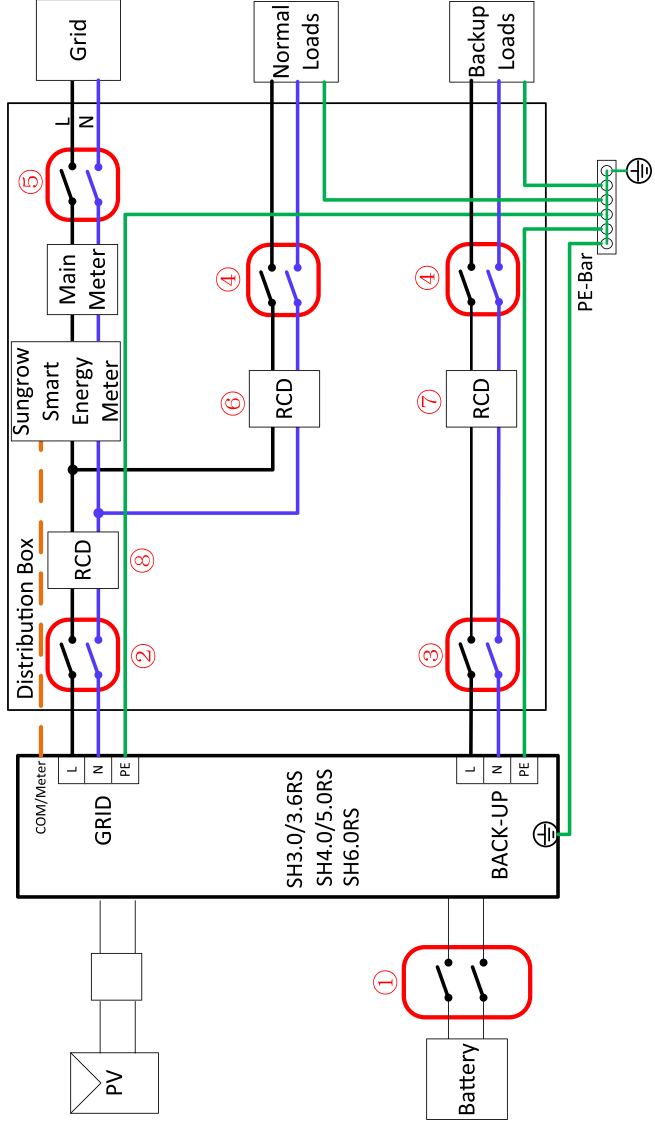 Distribution Box
COM/Meter
L
N
PE
GRID
②
RCD
⑧
Sungrow
Smart
Energy
Meter
Main
Meter
⑤
L
N
Grid
SH3.0/3.6RS
SH4.0/5.0RS
SH6.0RS
⑥
RCD
④
Normal
Loads
BACK-UP
L
N
PE
③
⑦
RCD
④
Backup
Loads
PE-Bar
PV
①
Battery